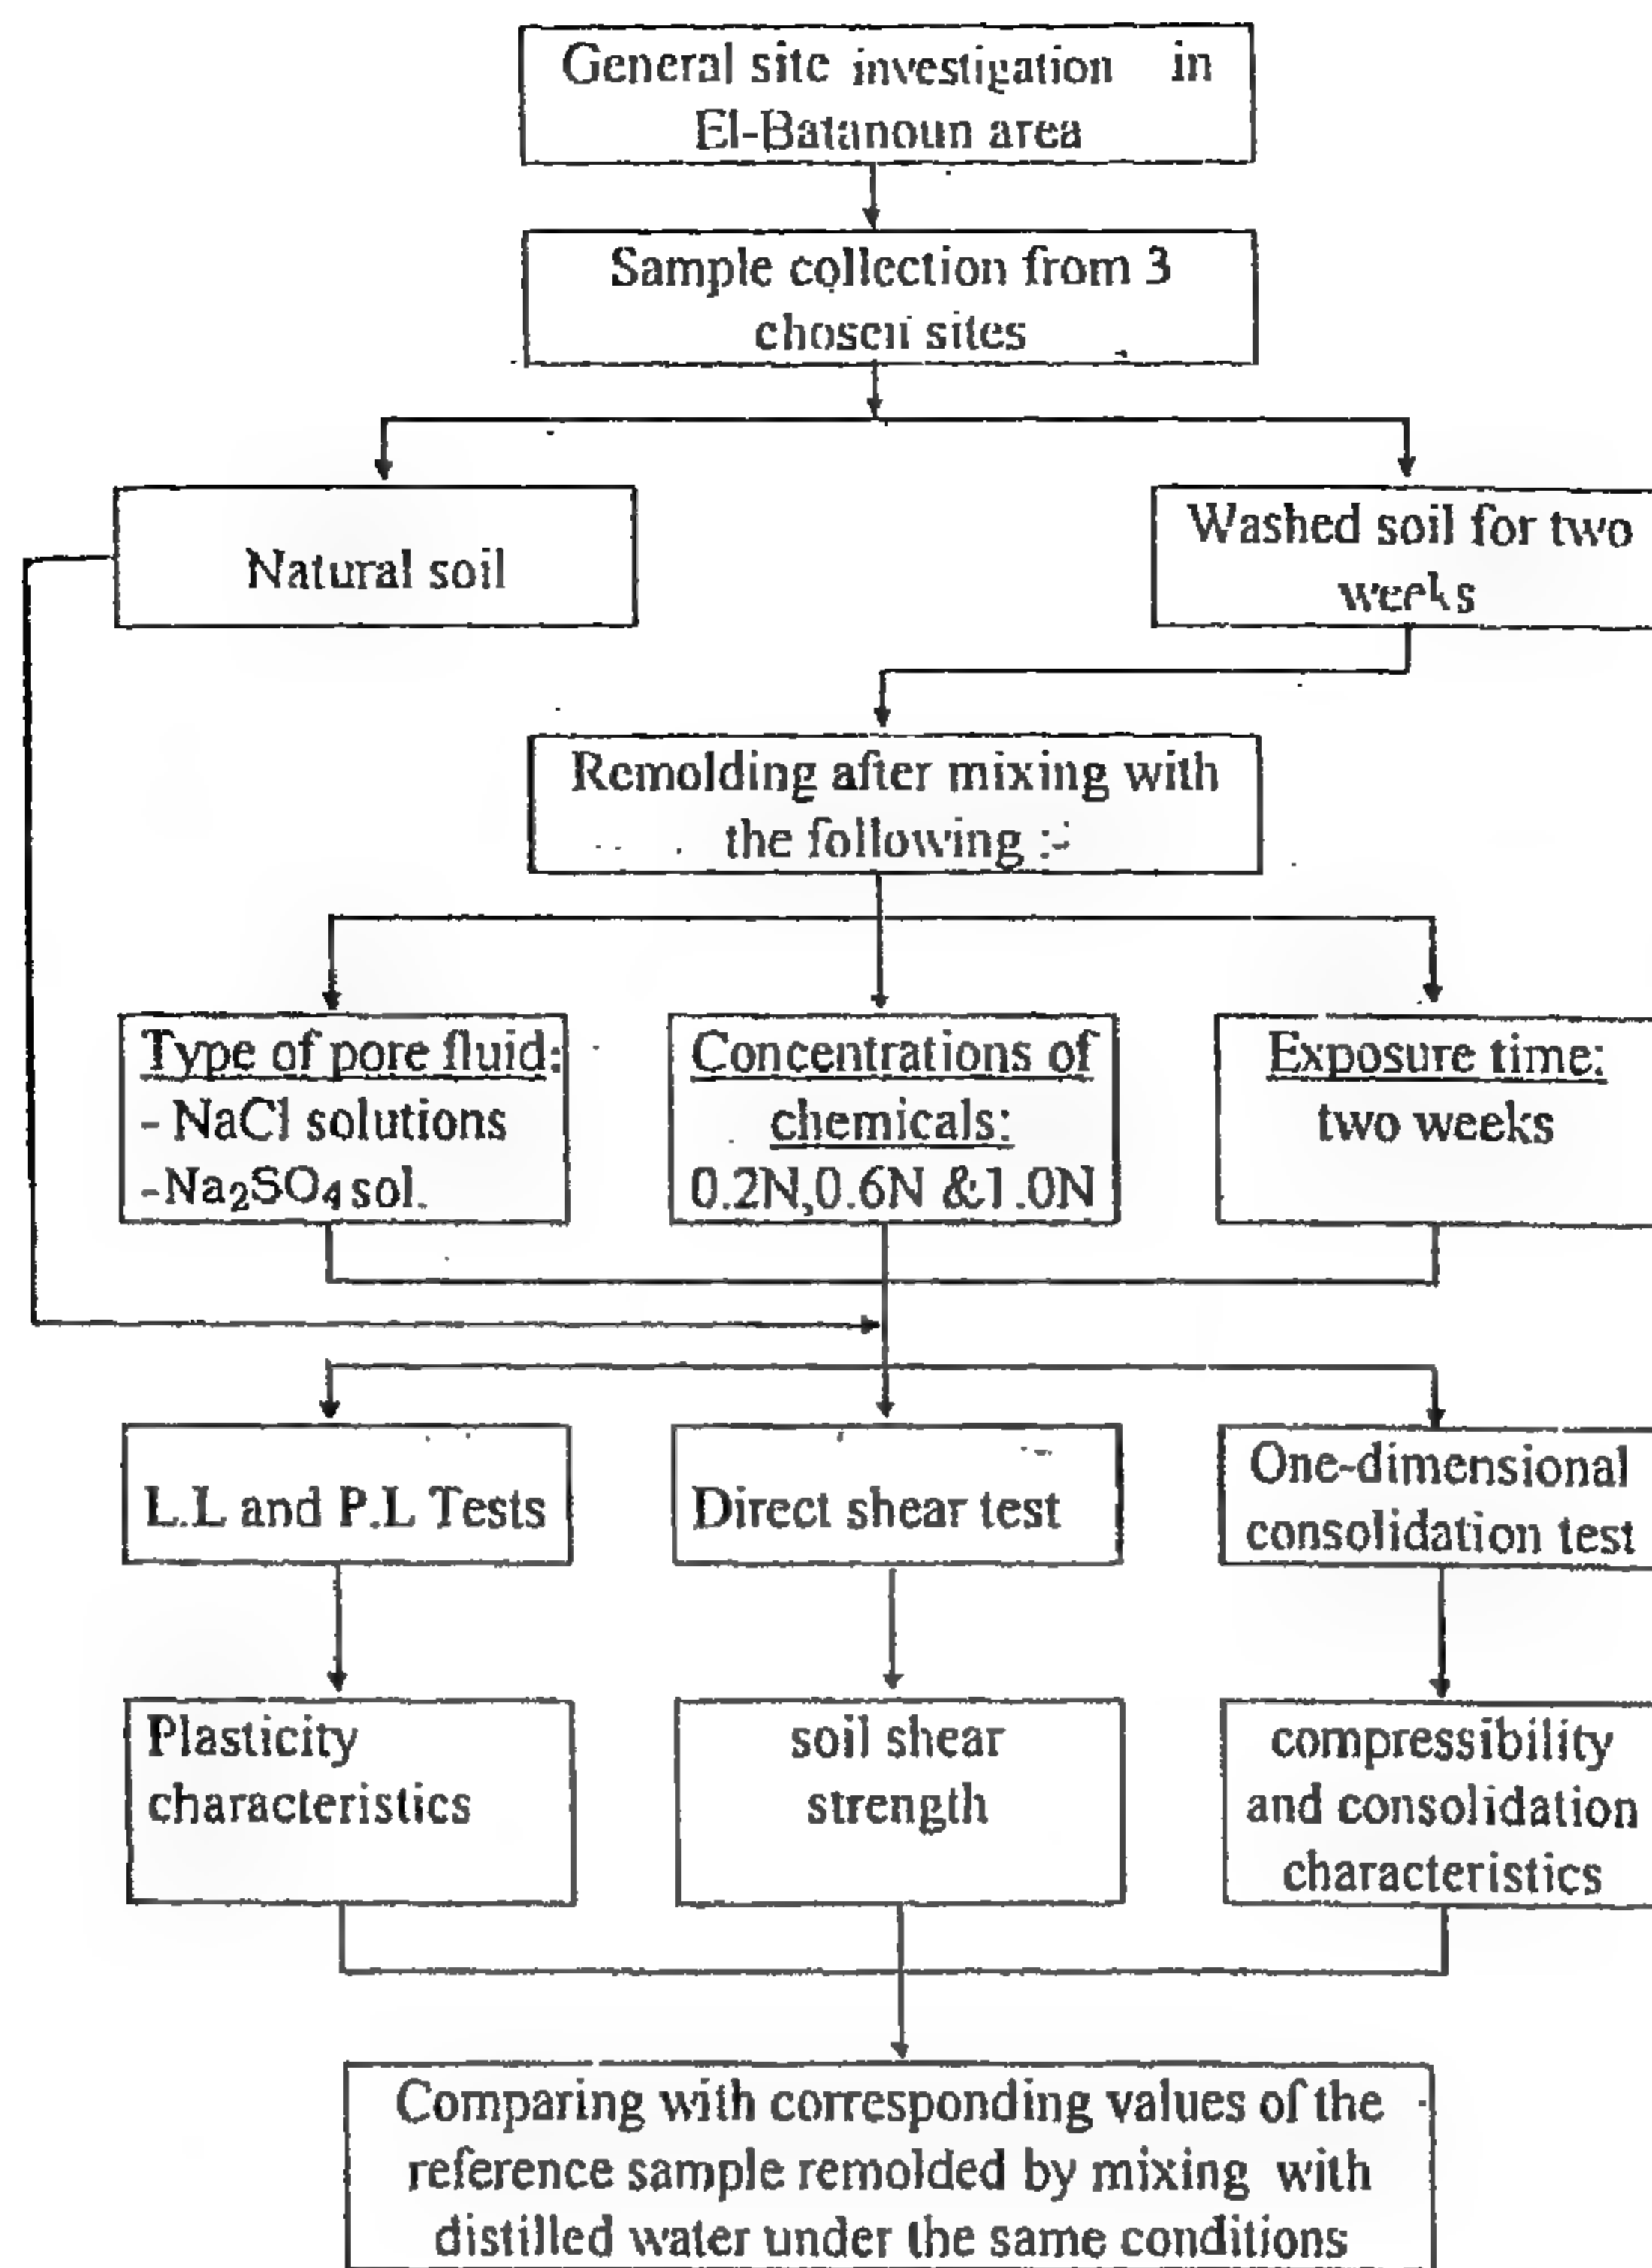 General site investigation in
El-Batanoun area
Sample collection from 3
chosen sites
Natural soil
Washed soil for two
weeks
Remolding after mixing with
the following :-
Type of pore fluid:
- NaCl solutions
-Na₂SO₄ sol.
Concentrations of
chemicals:
0.2N,0.6N &1.0N
Exposure time:
two weeks
L.L and P.L Tests
Direct shear test
One-dimensional
consolidation test
Plasticity
characteristics
soil shear
strength
compressibility
and consolidation
characteristics
Comparing with corresponding values of the
reference sample remolded by mixing with
distilled water under the same conditions